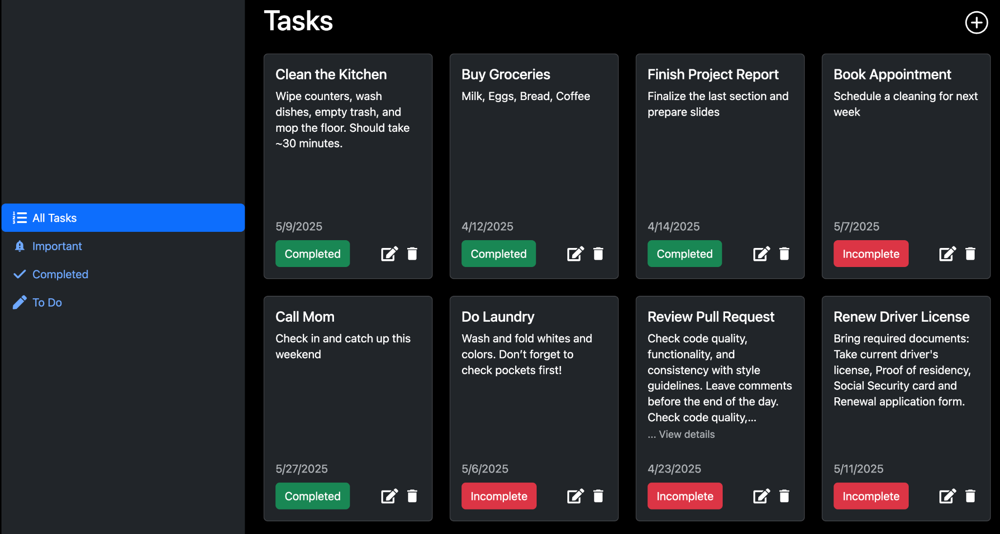 All Tasks
Important
Completed
To Do
Tasks
Clean the Kitchen
Wipe counters, wash
dishes, empty trash, and
mop the floor. Should take
~30 minutes.
5/9/2025
Completed
Buy Groceries
Milk, Eggs, Bread, Coffee
4/12/2025
Completed
Finish Project Report
Finalize the last section and
prepare slides
4/14/2025
Completed
Book Appointment
Schedule a cleaning for next
week
5/7/2025
Incomplete
Call Mom
Check in and catch up this
weekend
5/27/2025
Completed
Do Laundry
Wash and fold whites and
colors. Don’t forget to
check pockets first!
5/6/2025
Incomplete
Review Pull Request
Check code quality,
functionality, and
consistency with style
guidelines. Leave comments
before the end of the day.
Check code quality,...
... View details
4/23/2025
Incomplete
Renew Driver License
Bring required documents:
Take current driver's
license, Proof of residency,
Social Security card and
Renewal application form.
5/11/2025
Incomplete